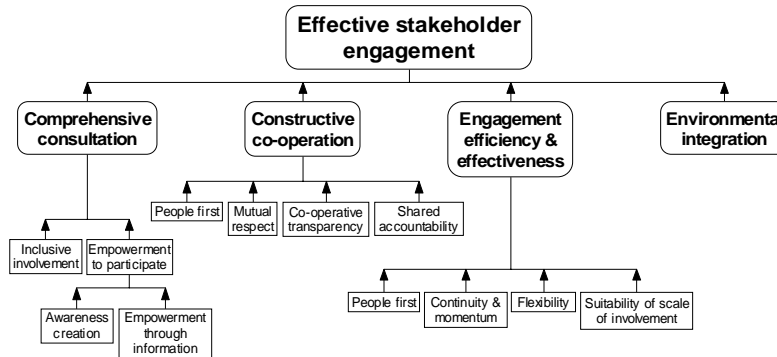 Effective stakeholder
engagement
Comprehensive
consultation
Constructive
co-operation
Engagement
efficiency &
effectiveness
Environmental
integration
People first
Mutual
respect
Co-operative
transparency
Shared
accountability
Inclusive
involvement
Empowerment
to participate
People first
Continuity &
momentum
Flexibility
Suitability of scale
of involvement
Awareness
creation
Empowerment
through
information